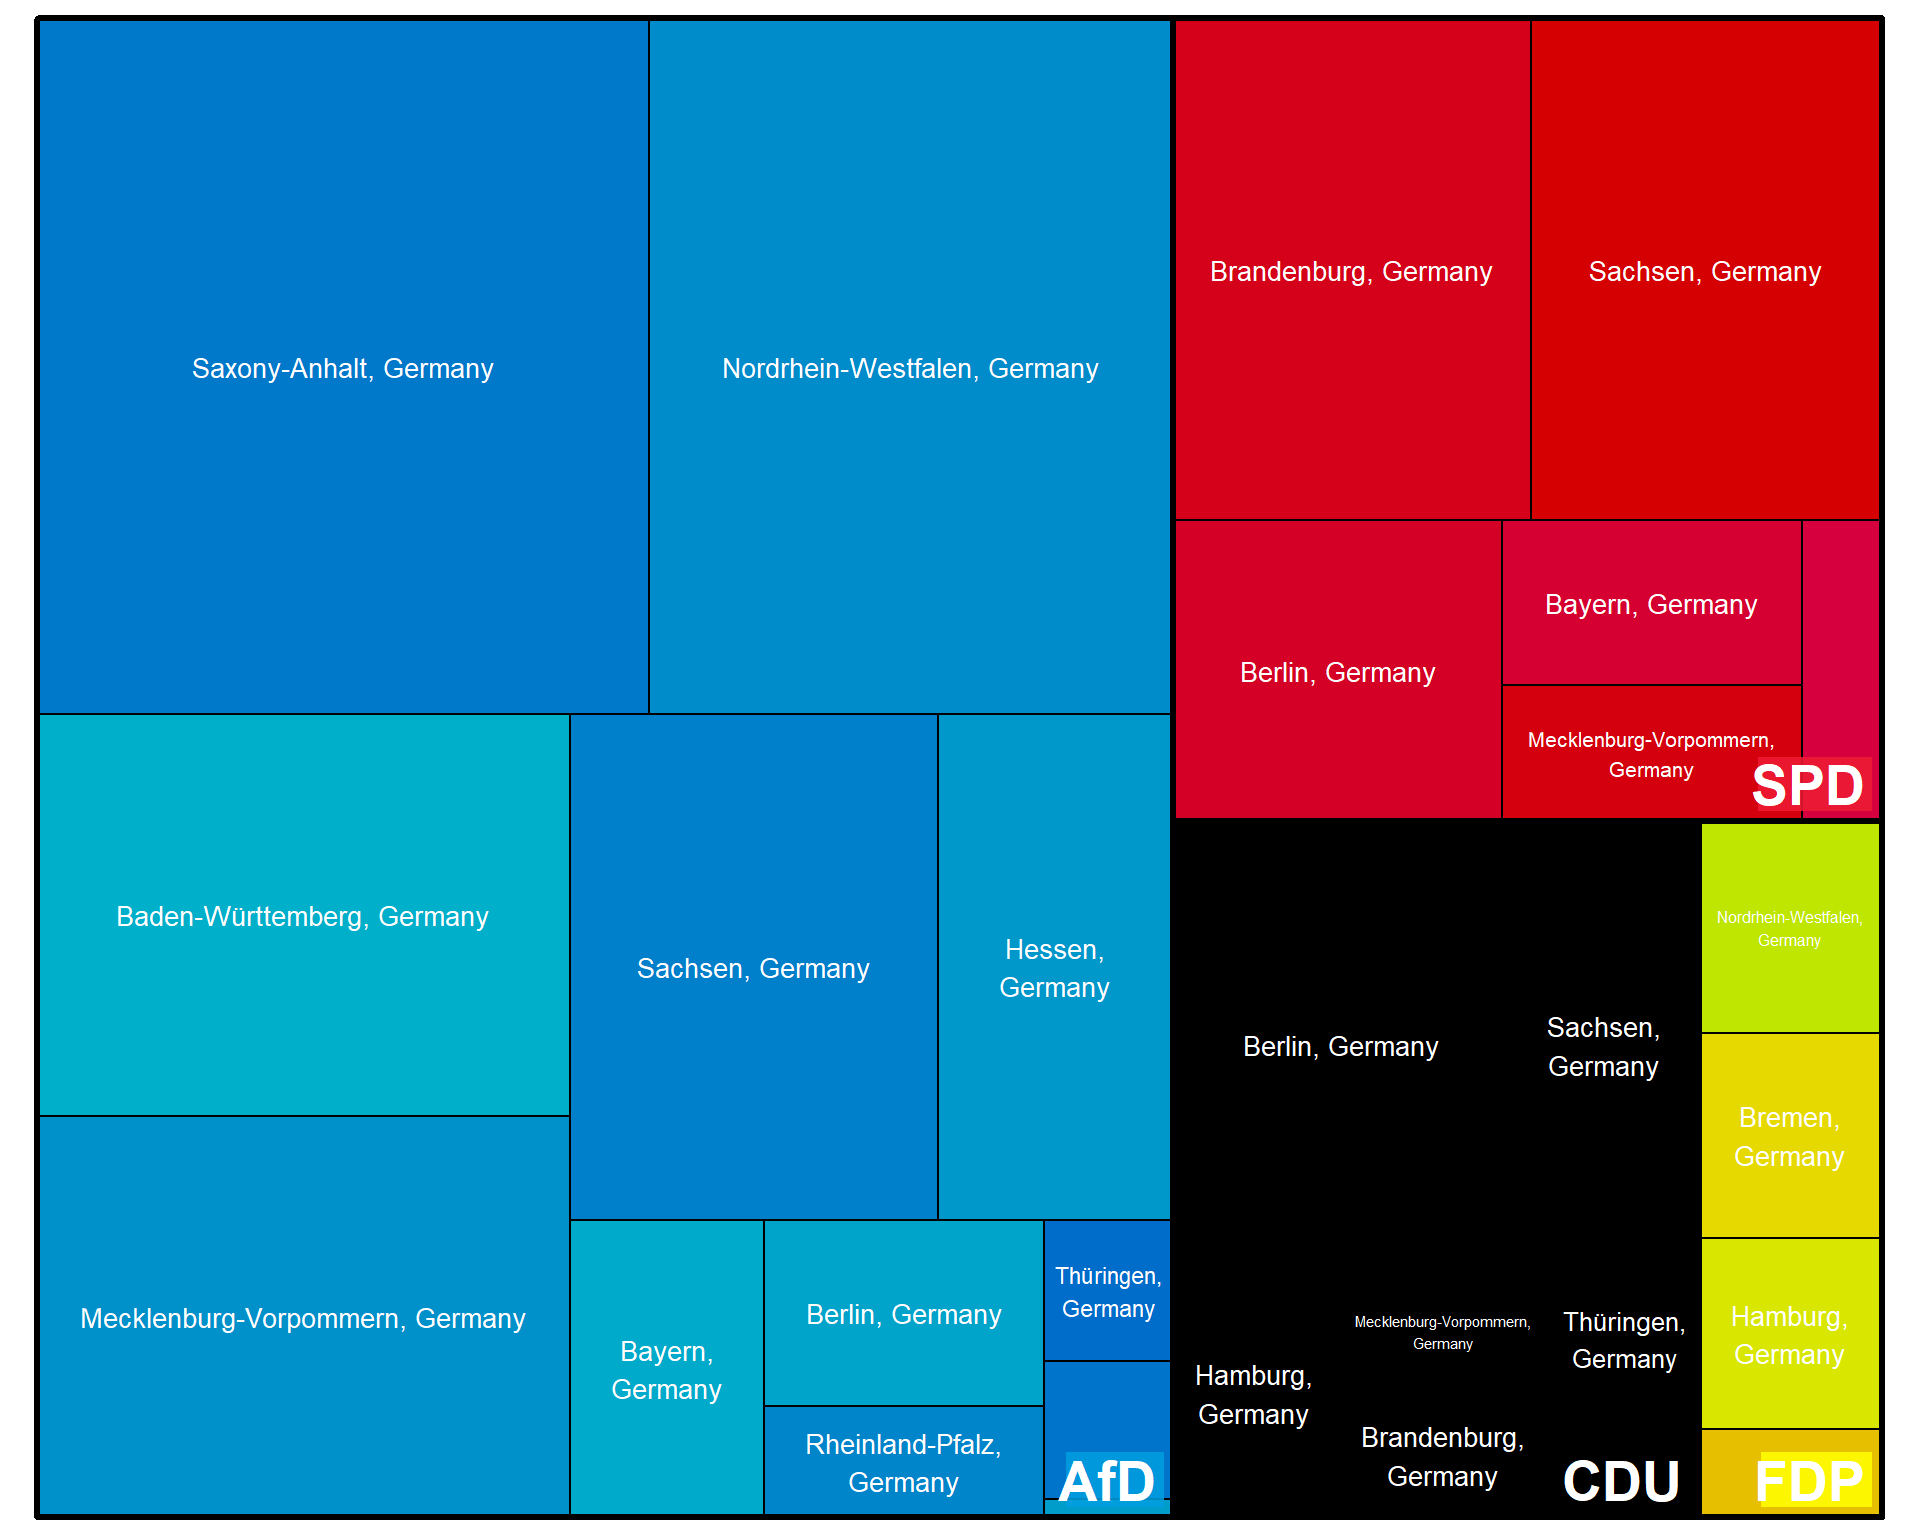 Saxony-Anhalt, Germany
Nordrhein-Westfalen, Germany
Baden-Württemberg, Germany
Sachsen, Germany
Hessen,
Germany
Mecklenburg-Vorpommern, Germany
Bayern,
Germany
Berlin, Germany
Rheinland-Pfalz,
Germany
Thüringen,
Germany
AfD
Brandenburg, Germany
Sachsen, Germany
Berlin, Germany
Bayern, Germany
Mecklenburg-Vorpommern,
Germany
SPD
Berlin, Germany
Sachsen,
Germany
Hamburg,
Germany
Mecklenburg-Vorpommern,
Germany
Thüringen,
Germany
Brandenburg,
Germany
CDU
Nordrhein-Westfalen,
Germany
Bremen,
Germany
Hamburg,
Germany
FDP